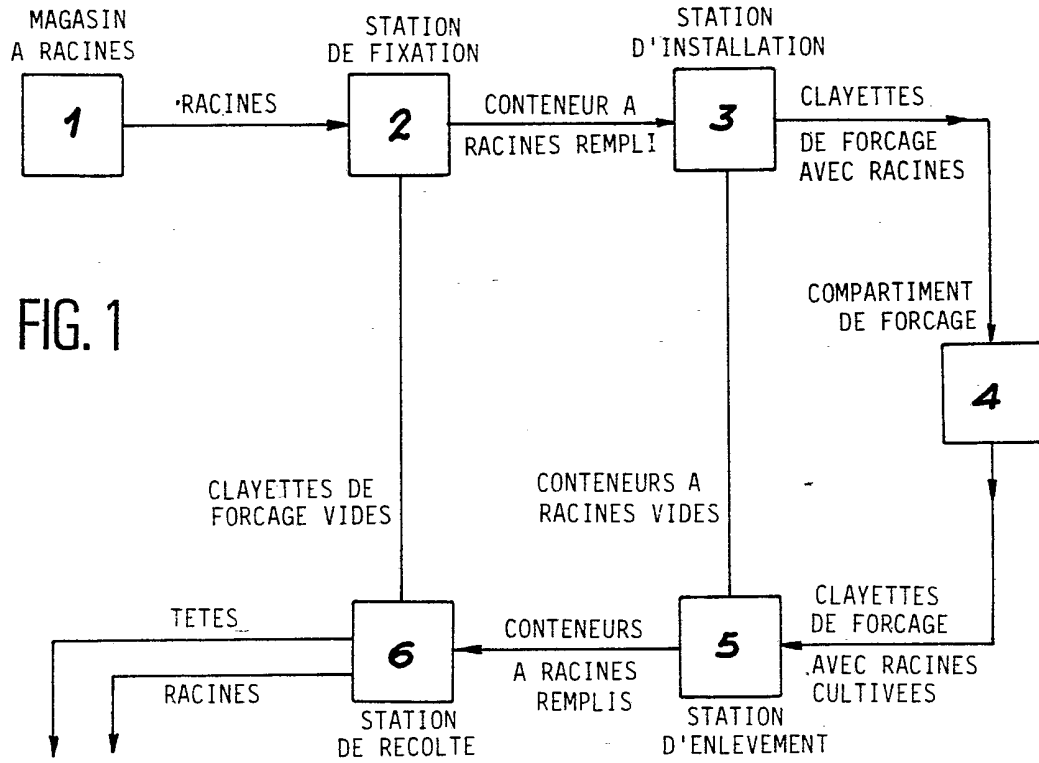 MAGASIN
A RACINES
1
RACINES
STATION
DE FIXATION
2
CONTENEUR A
RACINES REMPLI
STATION
D'INSTALLATION
3
CLAYETTES
DE FORCAGE
AVEC RACINES
FIG. 1
COMPARTIMENT
DE FORCAGE
4
CLAYETTES DE
FORCAGE VIDES
CONTENEURS A
RACINES VIDES
TETES
RACINES
6
STATION
DE RECOLTE
CONTENEURS
A RACINES
REMPLIS
5
STATION
D'ENLEVEMENT
CLAYETTES
DE FORCAGE
AVEC RACINES
CULTIVEES